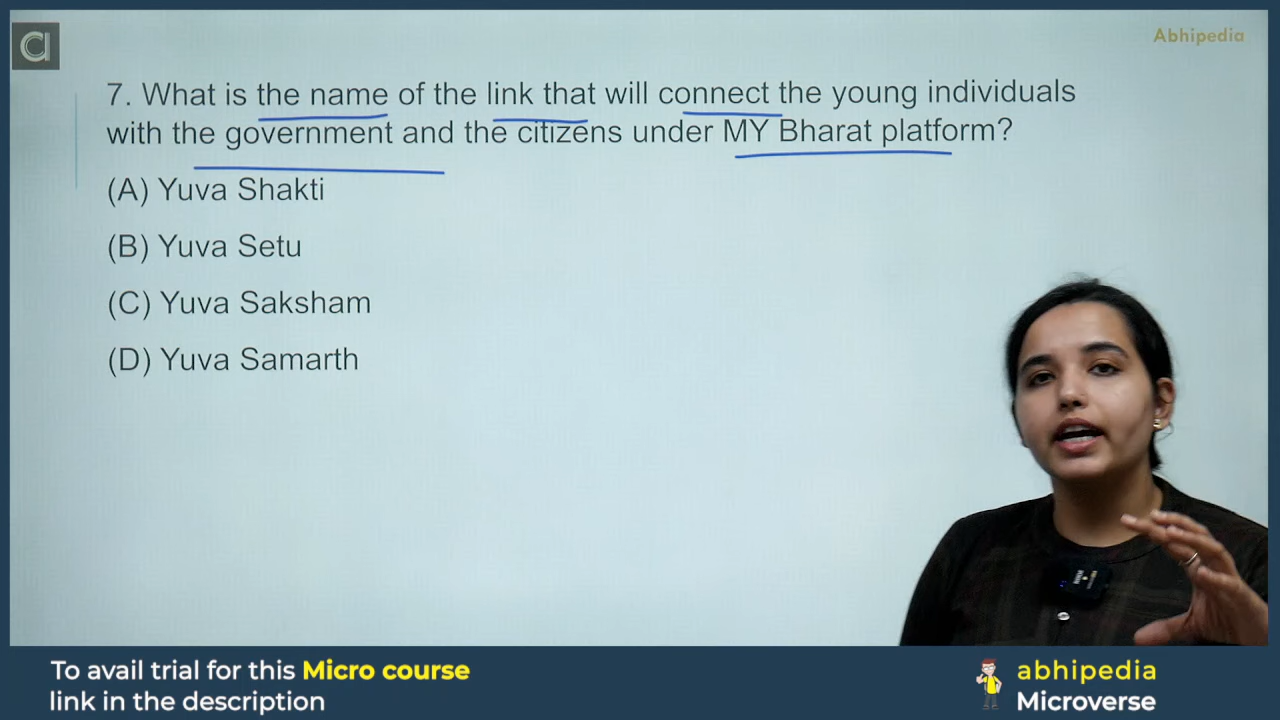 Abhipedia
7. What is the name of the link that will connect the young individuals
with the government and the citizens under MY Bharat platform?
(A) Yuva Shakti
(B) Yuva Setu
(C) Yuva Saksham
(D) Yuva Samarth
To avail trial for this Micro course
link in the description
abhipedia
Microverse